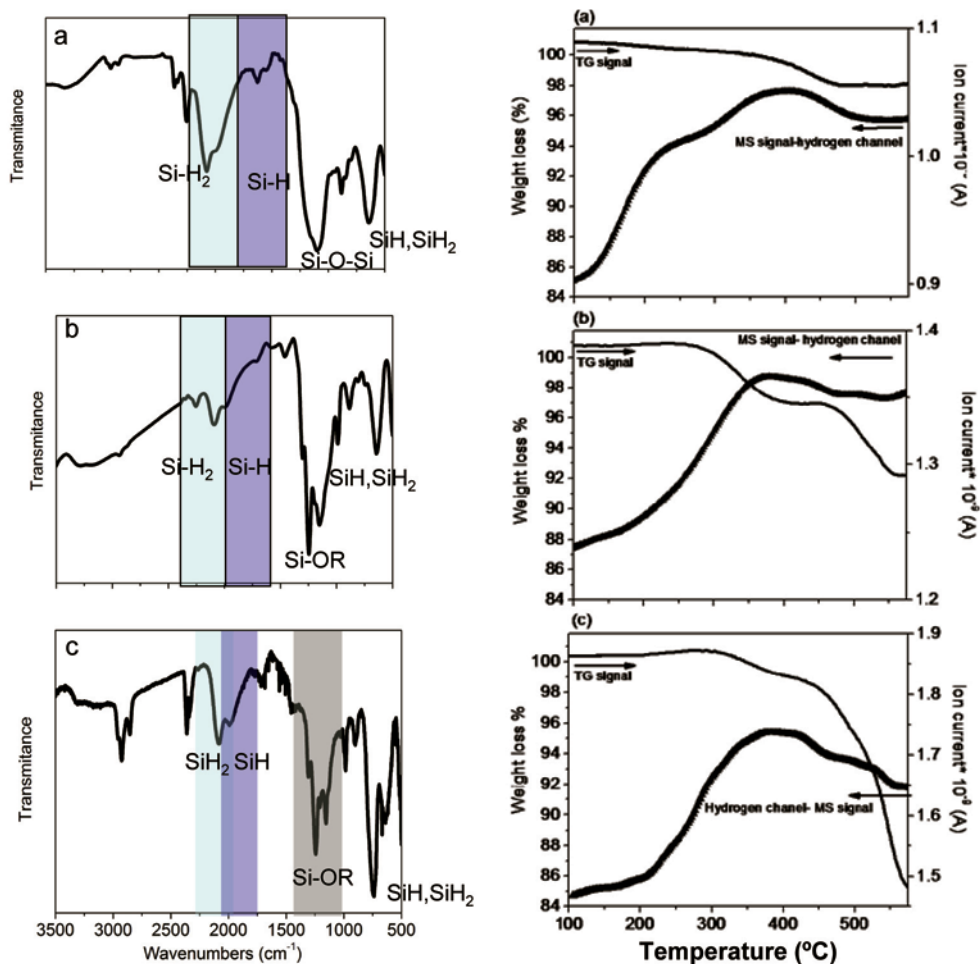 a
Transmitance
Si-H2
Si-H
Si-O-Si
SiH,SiH2
b
Transmitance
Si-H2
Si-H
Si-OR
SiH,SiH2
c
Transmitance
SiH2 SiH
Si-OR
SiH,SiH2
3500 3000 2500 2000 1500 1000 500
Wavenumbers (cm-1)
(a)
100
98
96
94
92
90
88
86
84
Weight loss (%)
TG signal
MS signal-hydrogen channel
1.1
1.0
0.9
Ion current*10 (A)
(b)
100
98
96
94
92
90
88
86
84
Weight loss %
TG signal
MS signal- hydrogen channel
1.4
1.3
1.2
Ion current* 10-9 (A)
(c)
100
98
96
94
92
90
88
86
84
Weight loss %
TG signal
Hydrogen chanel- MS signal
1.9
1.8
1.7
1.6
1.5
Ion current* 10-9 (A)
100 200 300 400 500
Temperature (ºC)